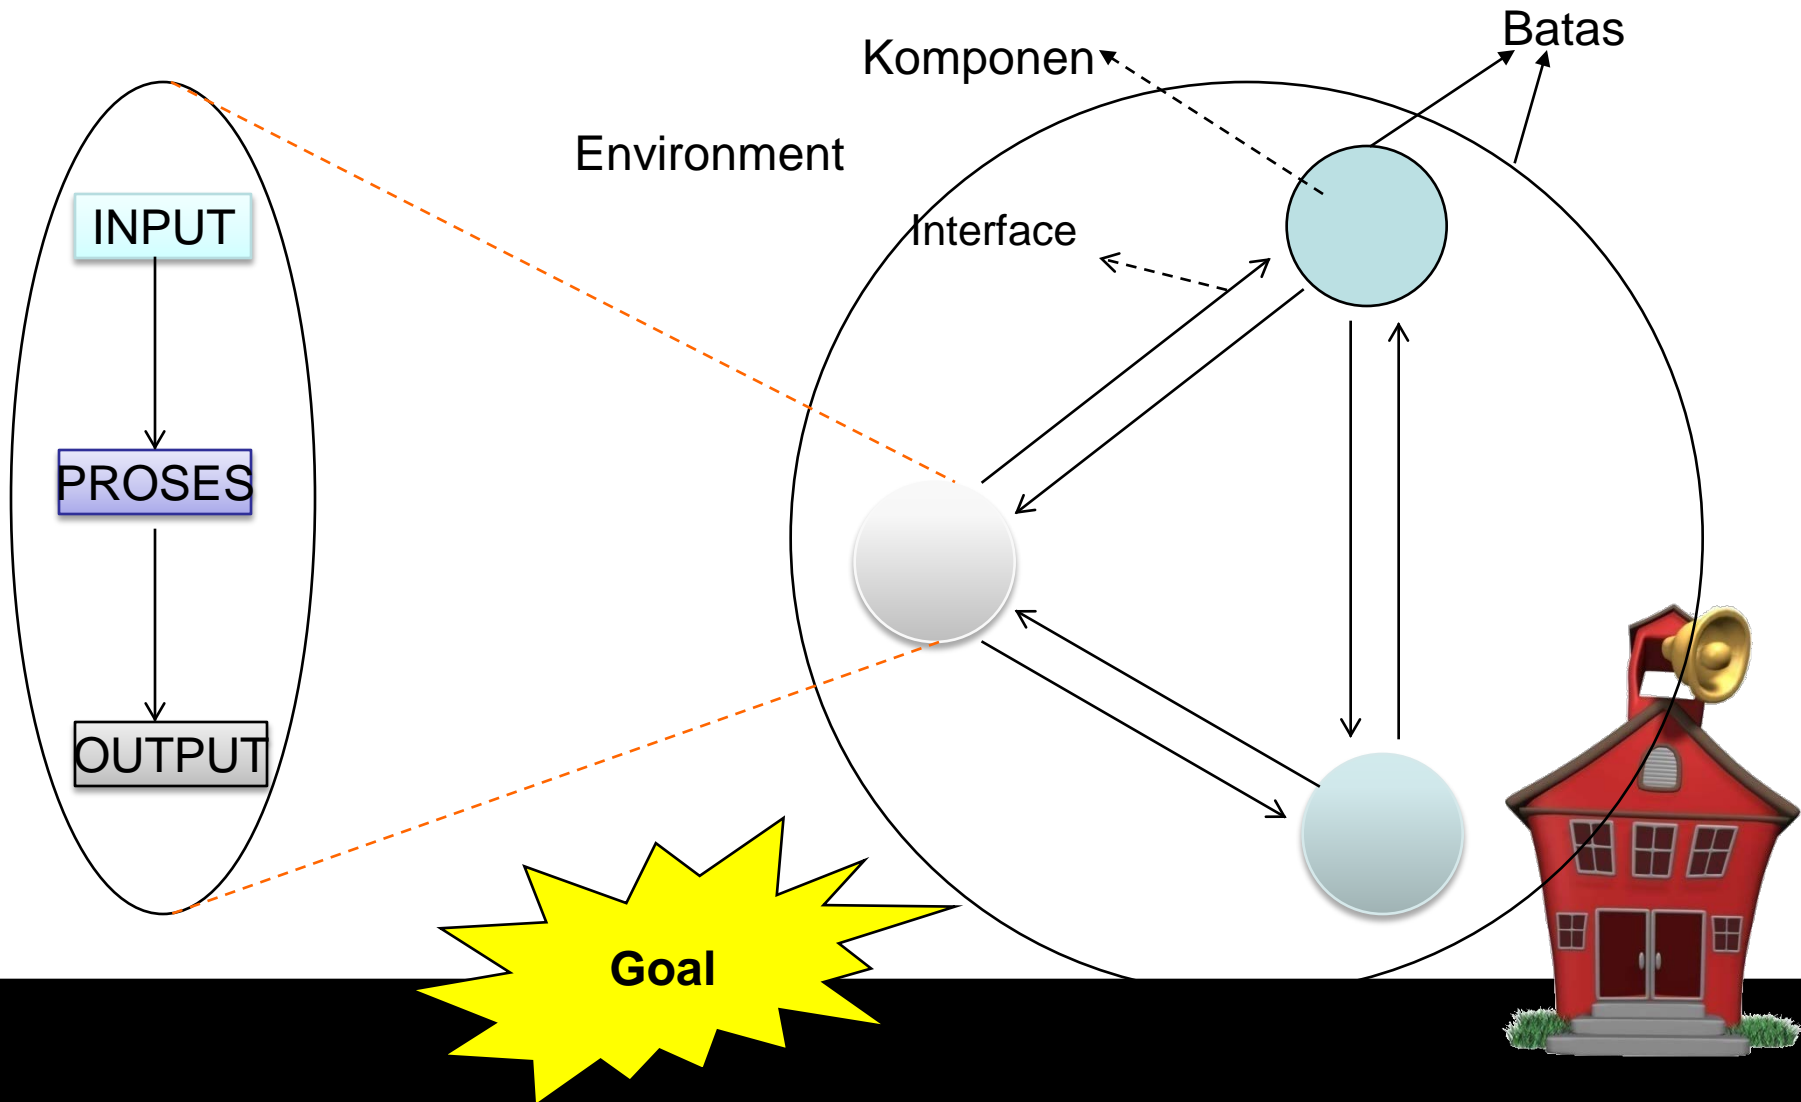 Batas
Komponen
Environment
Interface
INPUT
PROSES
OUTPUT
Goal